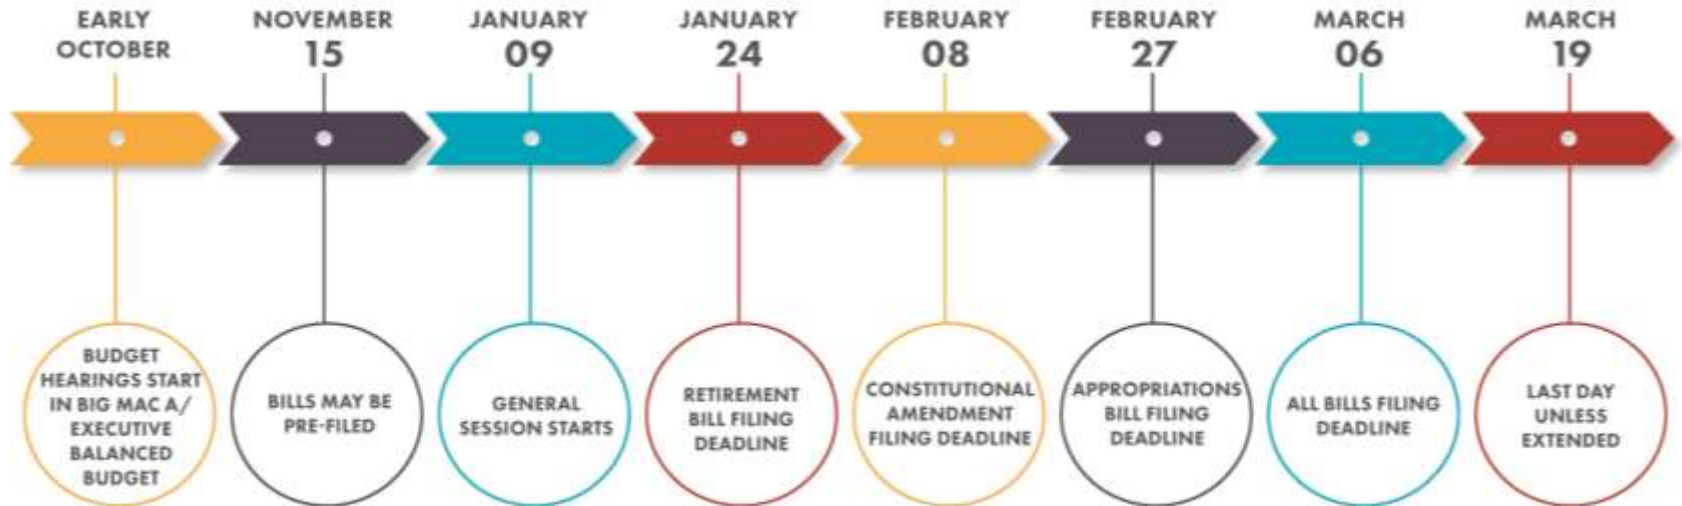 EARLY
OCTOBER
NOVEMBER
15
JANUARY
09
JANUARY
24
FEBRUARY
08
FEBRUARY
27
MARCH
06
MARCH
19
BUDGET
HEARINGS START
IN BIG MAC A/
EXECUTIVE
BALANCED
BUDGET
BILLS MAY BE
PRE-FILED
GENERAL
SESSION STARTS
RETIREMENT
BILL FILING
DEADLINE
CONSTITUTIONAL
AMENDMENT
FILING DEADLINE
APPROPRIATIONS
BILL FILING
DEADLINE
ALL BILLS FILING
DEADLINE
LAST DAY
UNLESS
EXTENDED